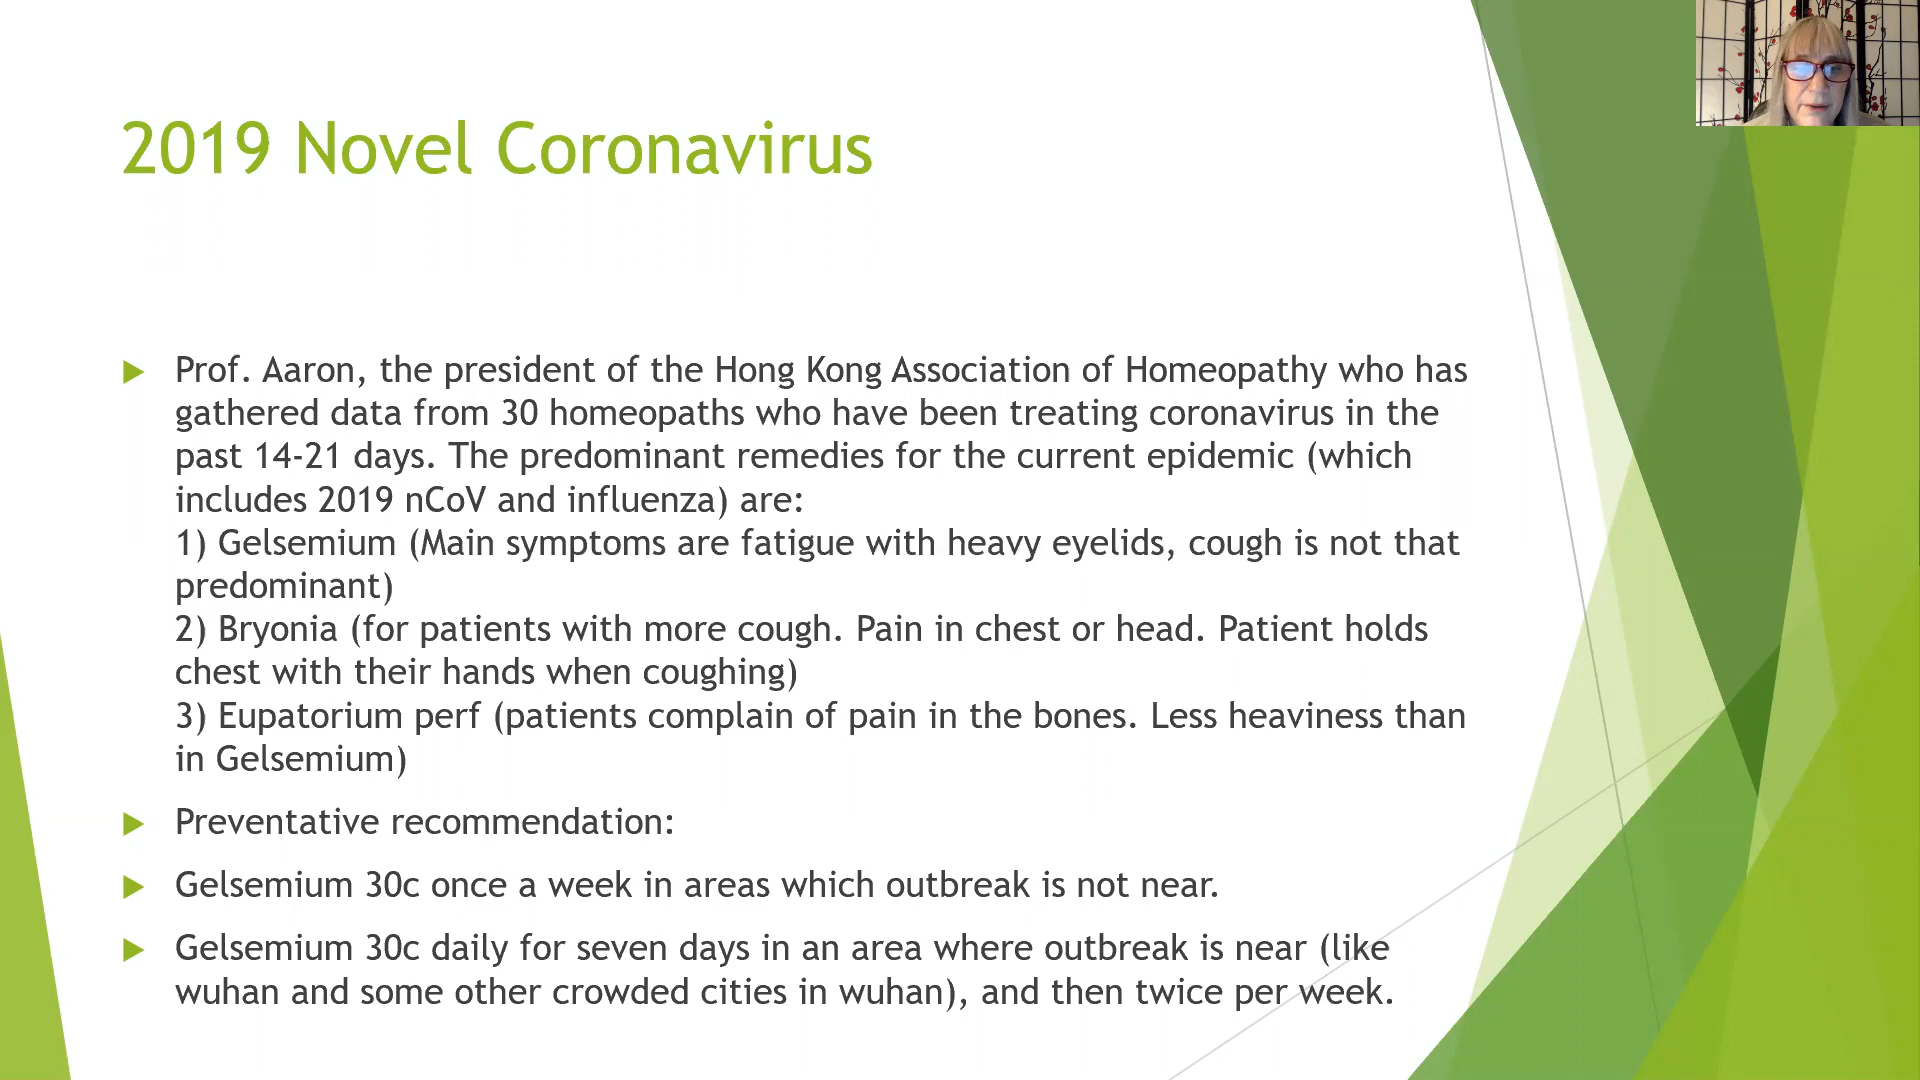 2019 Novel Coronavirus
Prof. Aaron, the president of the Hong Kong Association of Homeopathy who has
gathered data from 30 homeopaths who have been treating coronavirus in the
past 14-21 days. The predominant remedies for the current epidemic (which
includes 2019 nCoV and influenza) are:
1) Gelsemium (Main symptoms are fatigue with heavy eyelids, cough is not that
predominant)
2) Bryonia (for patients with more cough. Pain in chest or head. Patient holds
chest with their hands when coughing)
3) Eupatorium perf (patients complain of pain in the bones. Less heaviness than
in Gelsemium)
Preventative recommendation:
Gelsemium 30c once a week in areas which outbreak is not near.
Gelsemium 30c daily for seven days in an area where outbreak is near (like
wuhan and some other crowded cities in wuhan), and then twice per week.